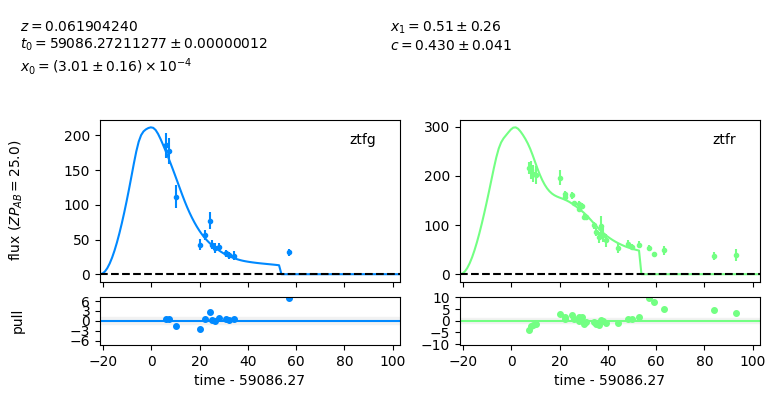 z = 0.061904240
t₀ = 59086.27211277 ± 0.00000012
x₀ = (3.01 ± 0.16) × 10⁻⁴
x₁ = 0.51 ± 0.26
c = 0.430 ± 0.041
flux (ZP_AB = 25.0)
200
150
100
50
0
ztfg
300
200
100
0
ztfr
pull
6
3
0
−3
−6
−20 0 20 40 60 80 100
time - 59086.27
10
5
0
−5
−10
−20 0 20 40 60 80 100
time - 59086.27